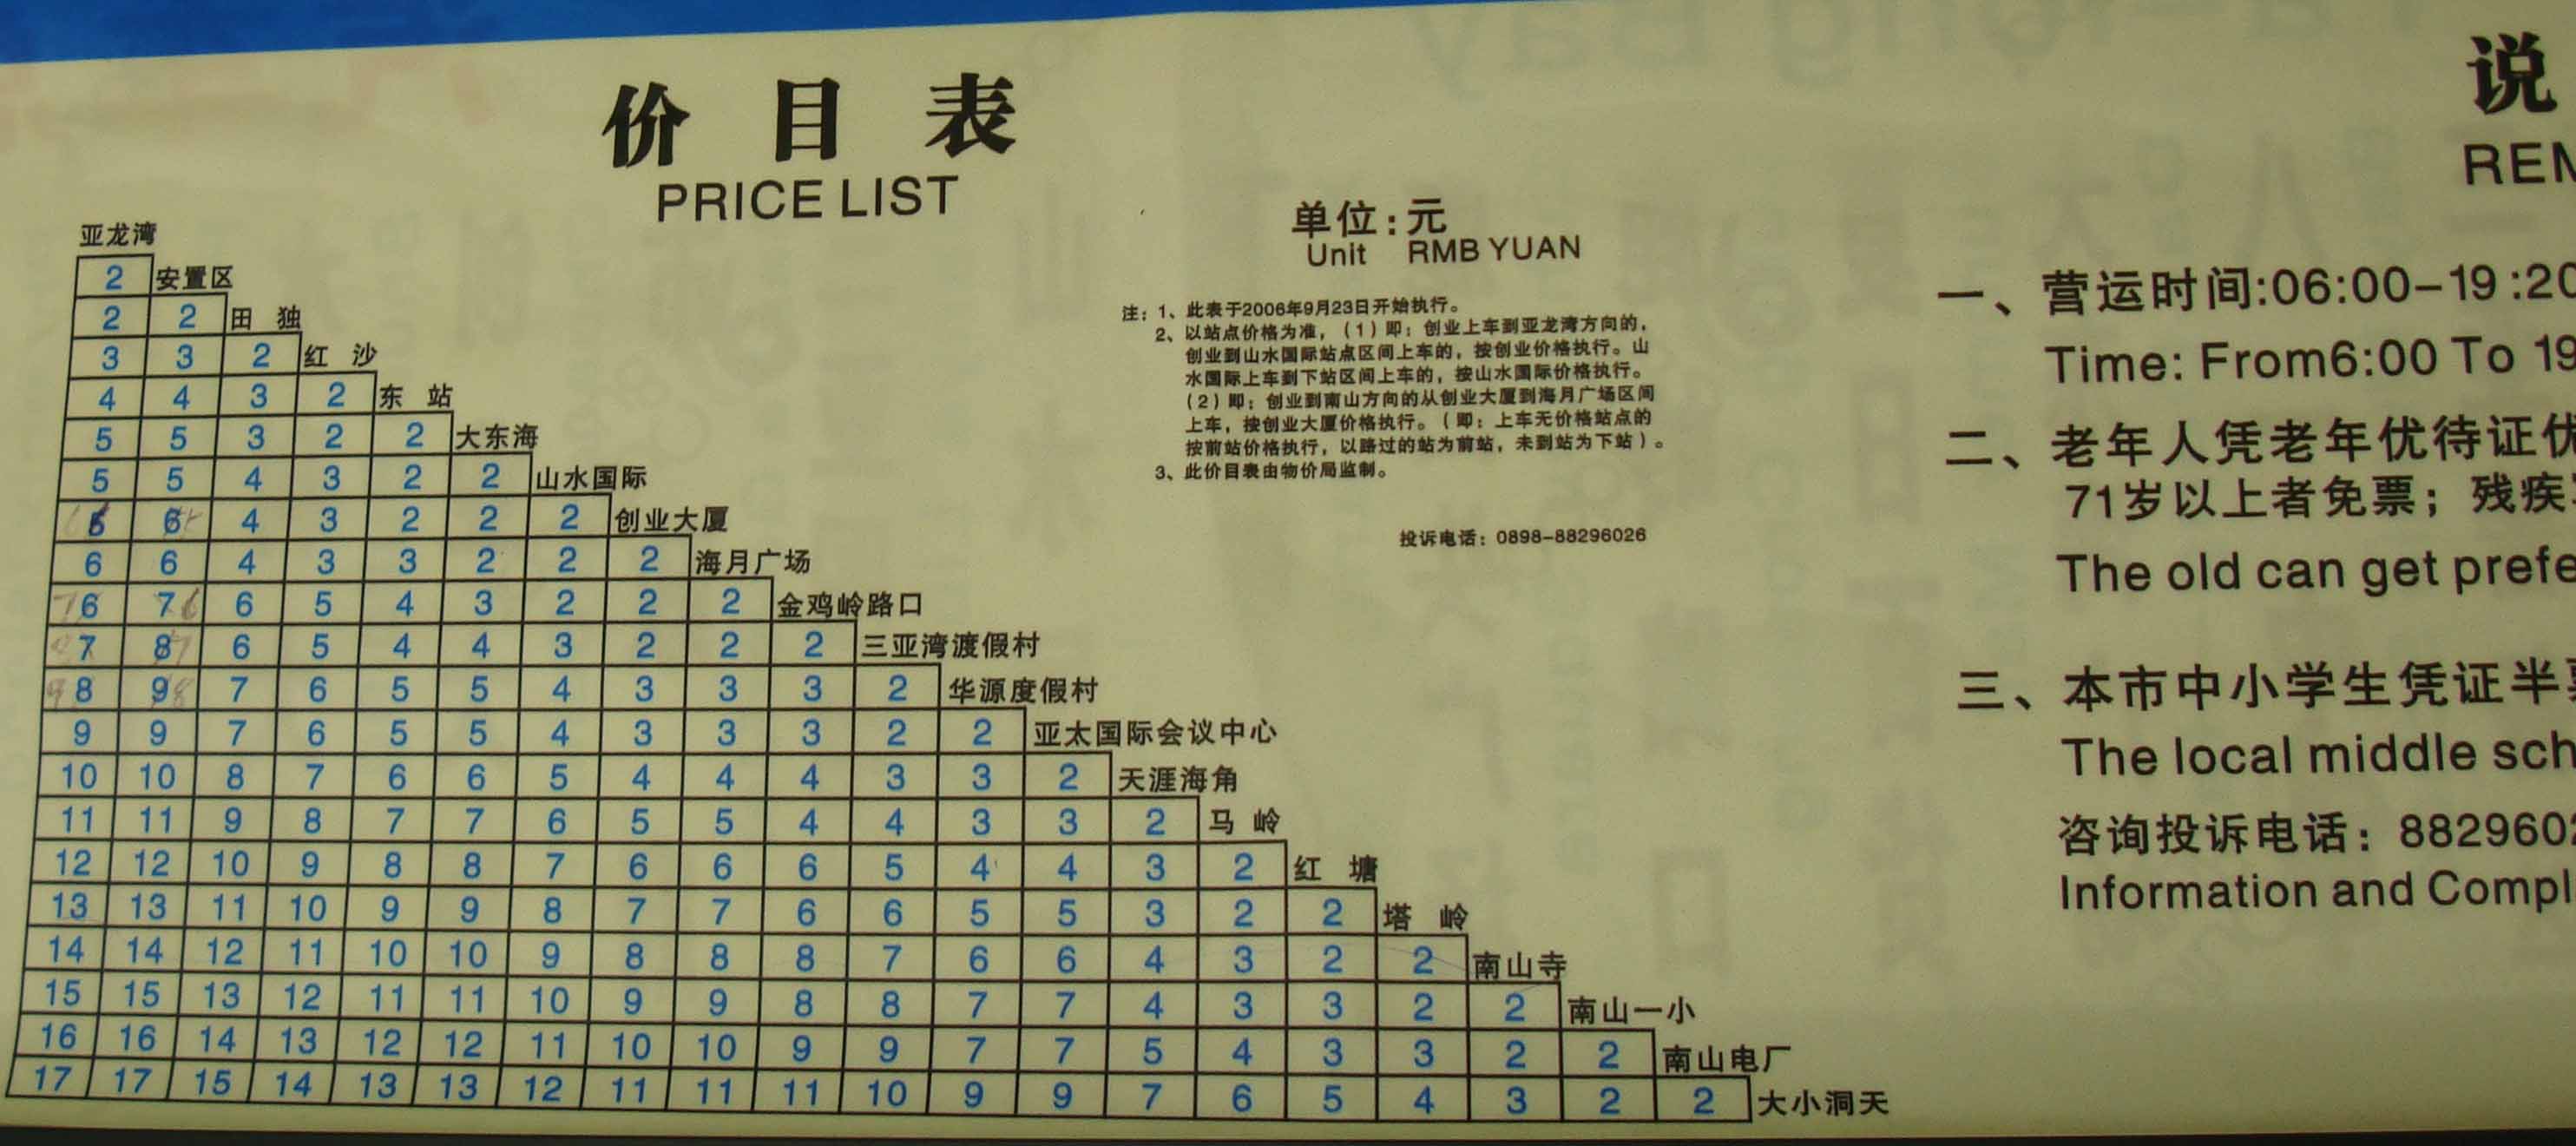 价目表
PRICE LIST
单位:元
Unit RMB YUAN
注:1、此表于2006年9月23日开始执行。
2、以站点价格为准,(1)即:创业上车到亚龙湾方向的,
创业到山水国际站点区间上车的,按创业价格执行。山
水国际上车到下站区间上车的,按山水国际价格执行。
(2)即:创业到南山方向的从创业大厦到海月广场区间
上车,按创业大厦价格执行。(即:上车无价格站点的
按前站价格执行,以路过的站为前站,未到站为下站)。
3、此价目表由物价局监制。
投诉电话:0898-88296026
亚龙湾
2 安置区
2 2 田 独
3 3 2 红 沙
4 4 3 2 东 站
5 5 3 2 2 大东海
5 5 4 3 2 2 山水国际
6 4 3 2 2 2 创业大厦
6 6 4 3 3 2 2 2 海月广场
6 7 6 5 4 3 2 2 2 金鸡岭路口
7 8 6 5 4 4 3 2 2 2 三亚湾渡假村
8 9 7 6 5 5 4 3 3 3 2 华源度假村
9 9 7 6 5 5 4 3 3 3 2 2 亚太国际会议中心
10 10 8 7 6 6 5 4 4 4 3 3 2 天涯海角
11 11 9 8 7 7 6 5 5 4 4 3 3 2 马 岭
12 12 10 9 8 8 7 6 6 6 5 4 4 3 2 红 塘
13 13 11 10 9 9 8 7 7 6 6 5 5 3 2 2 塔 岭
14 14 12 11 10 10 9 8 8 8 7 6 6 4 3 2 2 南山寺
15 15 13 12 11 11 10 9 9 8 8 7 7 4 3 3 2 2 南山一小
16 16 14 13 12 12 11 10 10 9 9 7 7 5 4 3 3 2 2 南山电厂
17 17 15 14 13 13 12 11 11 11 10 9 9 7 6 5 4 3 2 2 大小洞天
说
REM
一、营运时间:06:00-19:20
Time: From6:00 To 19
二、老年人凭老年优待证优
71岁以上者免票;残疾
The old can get prefe
三、本市中小学生凭证半票
The local middle sch
咨询投诉电话:8829602
Information and Compl